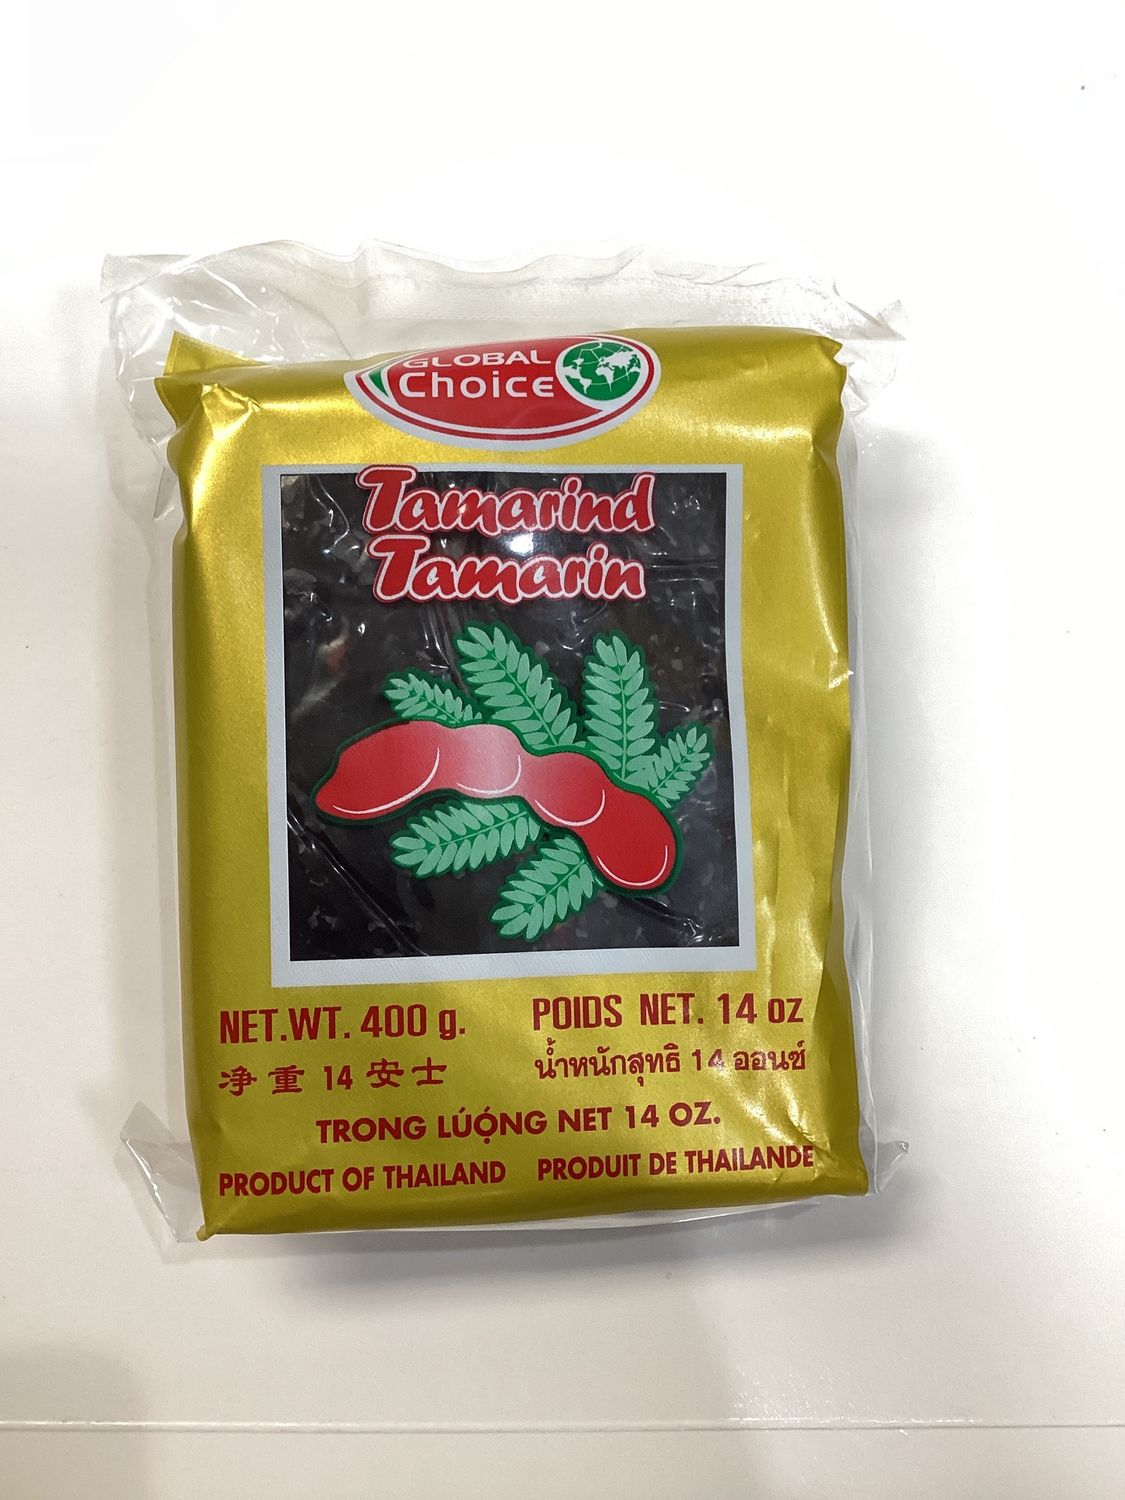 GLOBAL
Choice
Tamarind
Tamarin
NET.WT. 400 g.
POIDS NET. 14 oz
净重 14 安士
น้ำหนักสุทธิ 14 ออนซ์
TRONG LÚỘNG NET 14 OZ.
PRODUCT OF THAILAND
PRODUIT DE THAILANDE